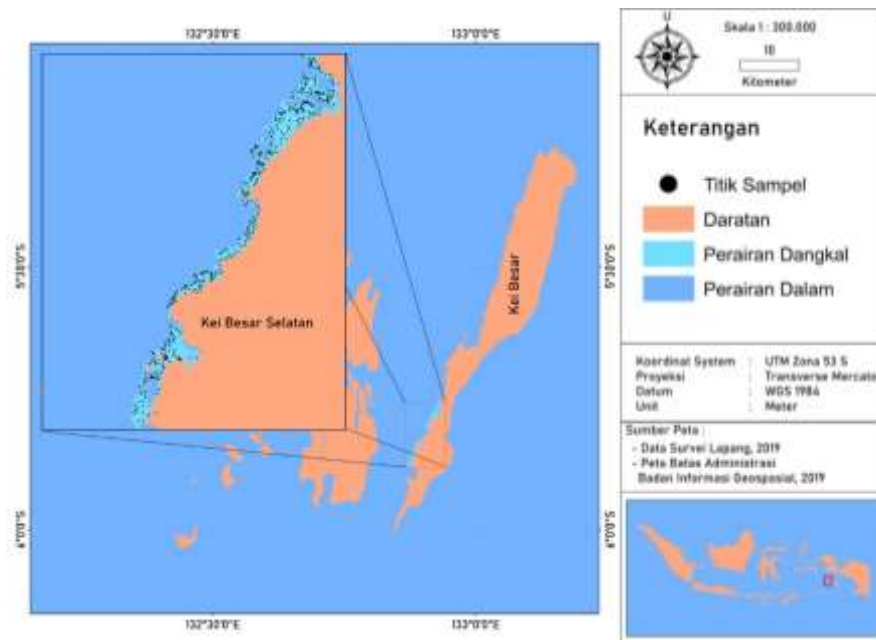 132°30'0"E
133°0'0"E
5°30'0"S
6°0'0"S
Kei Besar Selatan
Kei Besar
5°30'0"S
6°0'0"S
132°30'0"E
133°0'0"E
U
Skala 1 : 300.000
10
Kilometer
Keterangan
Titik Sampel
Daratan
Perairan Dangkal
Perairan Dalam
Koordinat System : UTM Zona 53 S
Proyeksi : Transverse Mercator
Datum : WGS 1984
Unit : Meter
Sumber Peta :
- Data Survei Lapang, 2019
- Peta Batas Administrasi
Badan Informasi Geospasial, 2019